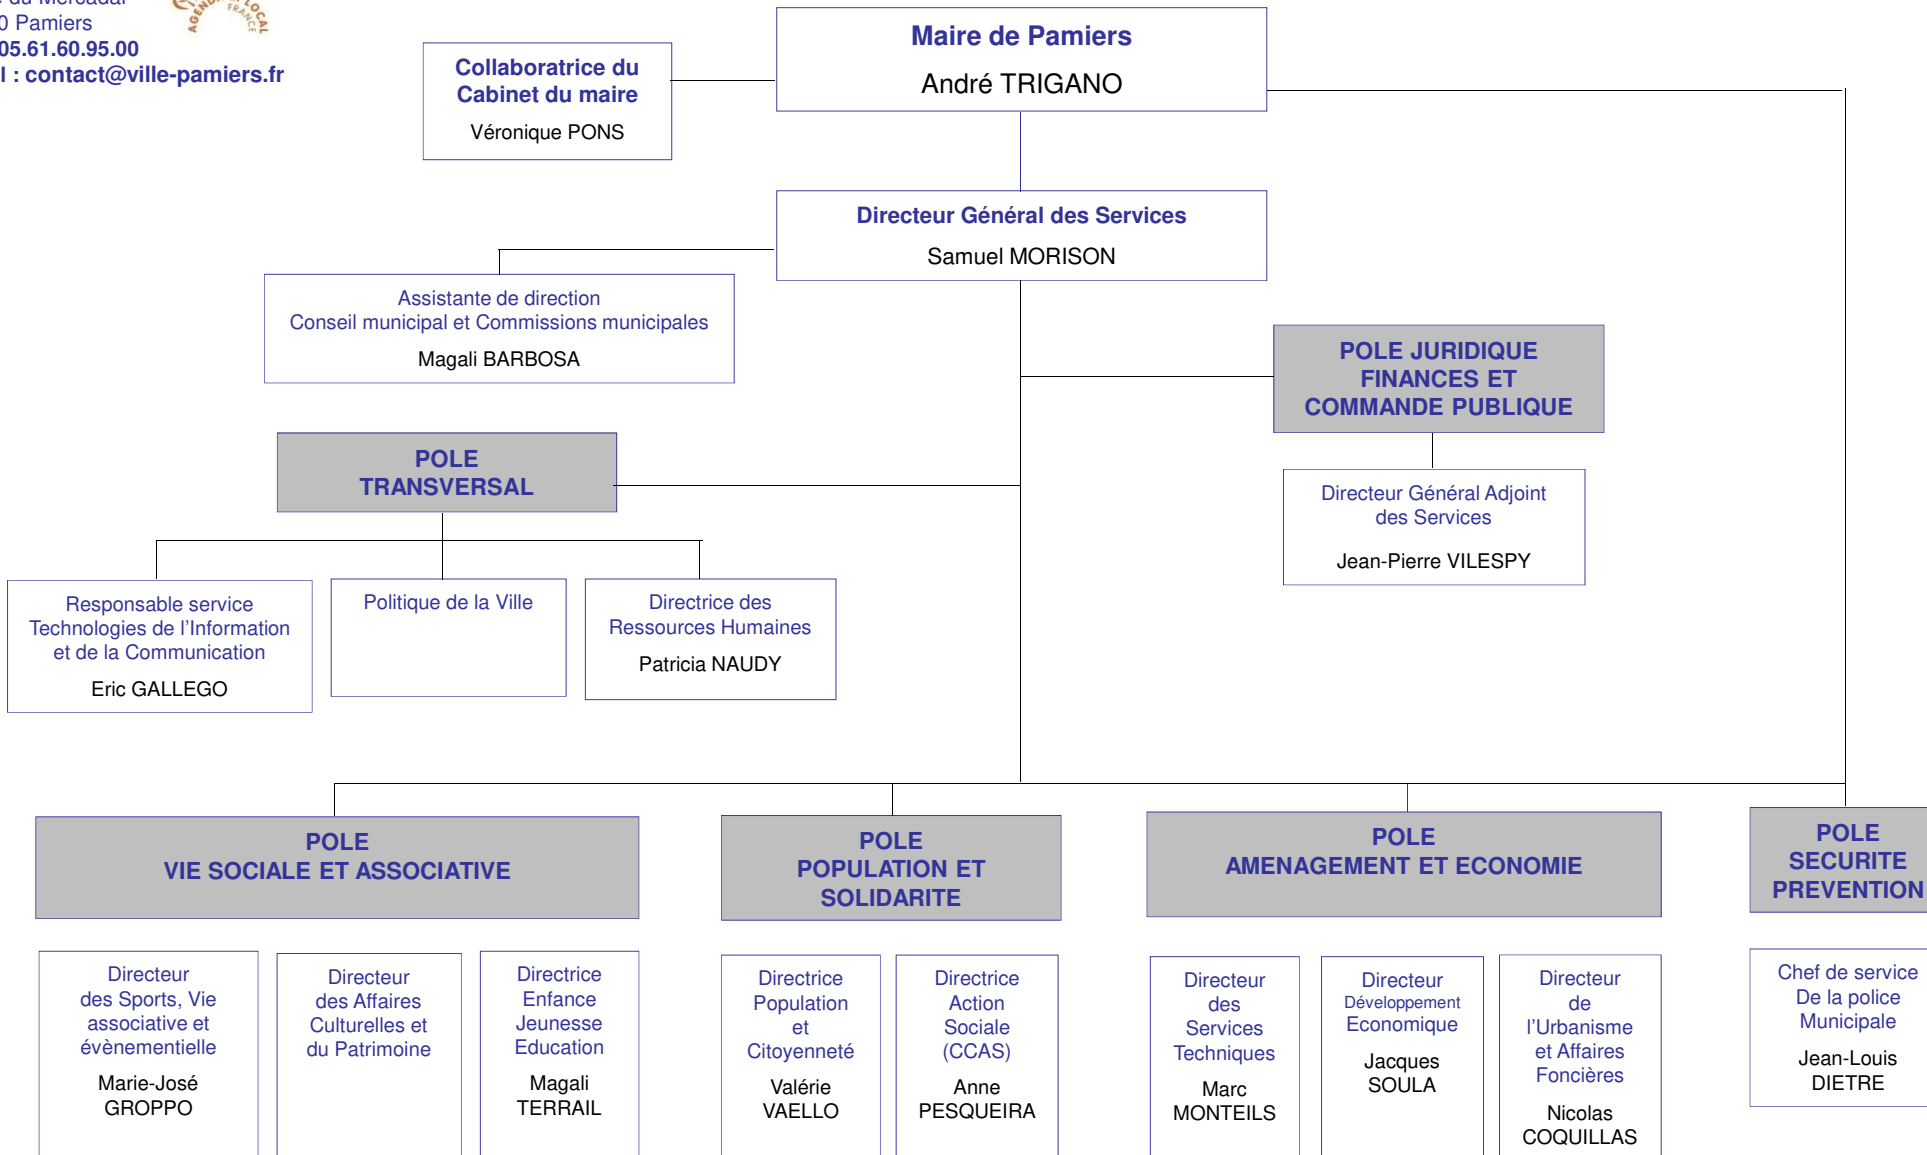 du Mercadal
0 Pamiers
05.61.60.95.00
l : contact@ville-pamiers.fr
AGENDA LOCAL
FRANCE
Maire de Pamiers
André TRIGANO
Collaboratrice du
Cabinet du maire
Véronique PONS
Directeur Général des Services
Samuel MORISON
Assistante de direction
Conseil municipal et Commissions municipales
Magali BARBOSA
POLE JURIDIQUE
FINANCES ET
COMMANDE PUBLIQUE
Directeur Général Adjoint
des Services
Jean-Pierre VILESPY
POLE
TRANSVERSAL
Responsable service
Technologies de l'Information
et de la Communication
Eric GALLEGO
Politique de la Ville
Directrice des
Ressources Humaines
Patricia NAUDY
POLE
VIE SOCIALE ET ASSOCIATIVE
POLE
POPULATION ET
SOLIDARITE
POLE
AMENAGEMENT ET ECONOMIE
POLE
SECURITE
PREVENTION
Directeur
des Sports, Vie
associative et
évènementielle
Marie-José
GROPPO
Directeur
des Affaires
Culturelles et
du Patrimoine
Directrice
Enfance
Jeunesse
Education
Magali
TERRAIL
Directrice
Population
et
Citoyenneté
Valérie
VAELLO
Directrice
Action
Sociale
(CCAS)
Anne
PESQUEIRA
Directeur
des
Services
Techniques
Marc
MONTEILS
Directeur
Développement
Economique
Jacques
SOULA
Directeur
de
l'Urbanisme
et Affaires
Foncières
Nicolas
COQUILLAS
Chef de service
De la police
Municipale
Jean-Louis
DIETRE